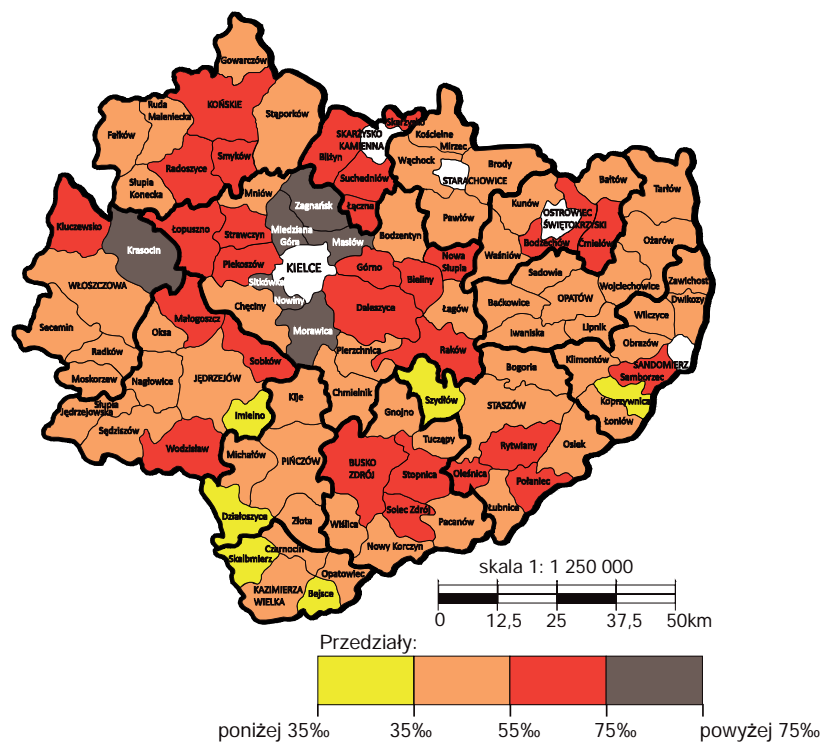 Gowarczów
Ruda
Maleniecka
KOŃSKIE
Stąporków
Fałków
Smyków
Radoszyce
Słupia
Konecka
Skarżysko
SKARŻYSKO
KAMIENNA
Kościelne
Mirzec
Bliżyn
Wąchock
Brody
Suchedniów
STARACHOWICE
Łączna
Pawłów
Bałtów
Tarłów
Kunów
OSTROWIEC
ŚWIĘTOKRZYSKI
Bodzechów
Ćmielów
Ożarów
Waśniów
Mniów
Zagnańsk
Kluczewsko
Łopuszno
Strawczyn
Miedziana
Góra
Masłów
Bodzentyn
Krasocin
Piekoszów
KIELCE
Górno
Bieliny
Nowa
Słupia
Sitkówka
Nowiny
Sadowie
Wojciechowice
Zawichost
Dwikozy
WŁOSZCZOWA
Chęciny
Daleszyce
Łagów
Baćkowice
OPATÓW
Wilczyce
Małogoszcz
Morawica
Iwaniska
Lipnik
Obrazów
Secemin
Oksa
Radków
Sobków
Pierzchnica
Raków
Bogoria
Klimontów
SANDOMIERZ
Samborzec
Moskorzew
Nagłowice
JĘDRZEJÓW
Kije
Chmielnik
Szydłów
Koprzywnica
Słupia
Jędrzejowska
Imielno
Gnojno
STASZÓW
Łoniów
Sędziszów
Tuczępy
Osiek
Wodzisław
Michałów
PIŃCZÓW
BUSKO
ZDRÓJ
Stopnica
Rytwiany
Oleśnica
Połaniec
Działoszyce
Złota
Wiślica
Solec Zdrój
Pacanów
Łubnice
Skalbmierz
Czarnocin
Nowy Korczyn
Opatowiec
KAZIMIERZA
WIELKA
Bejsce
skala 1: 1 250 000
0 12,5 25 37,5 50km
Przedziały:
poniżej 35‰ 35‰ 55‰ 75‰ powyżej 75‰